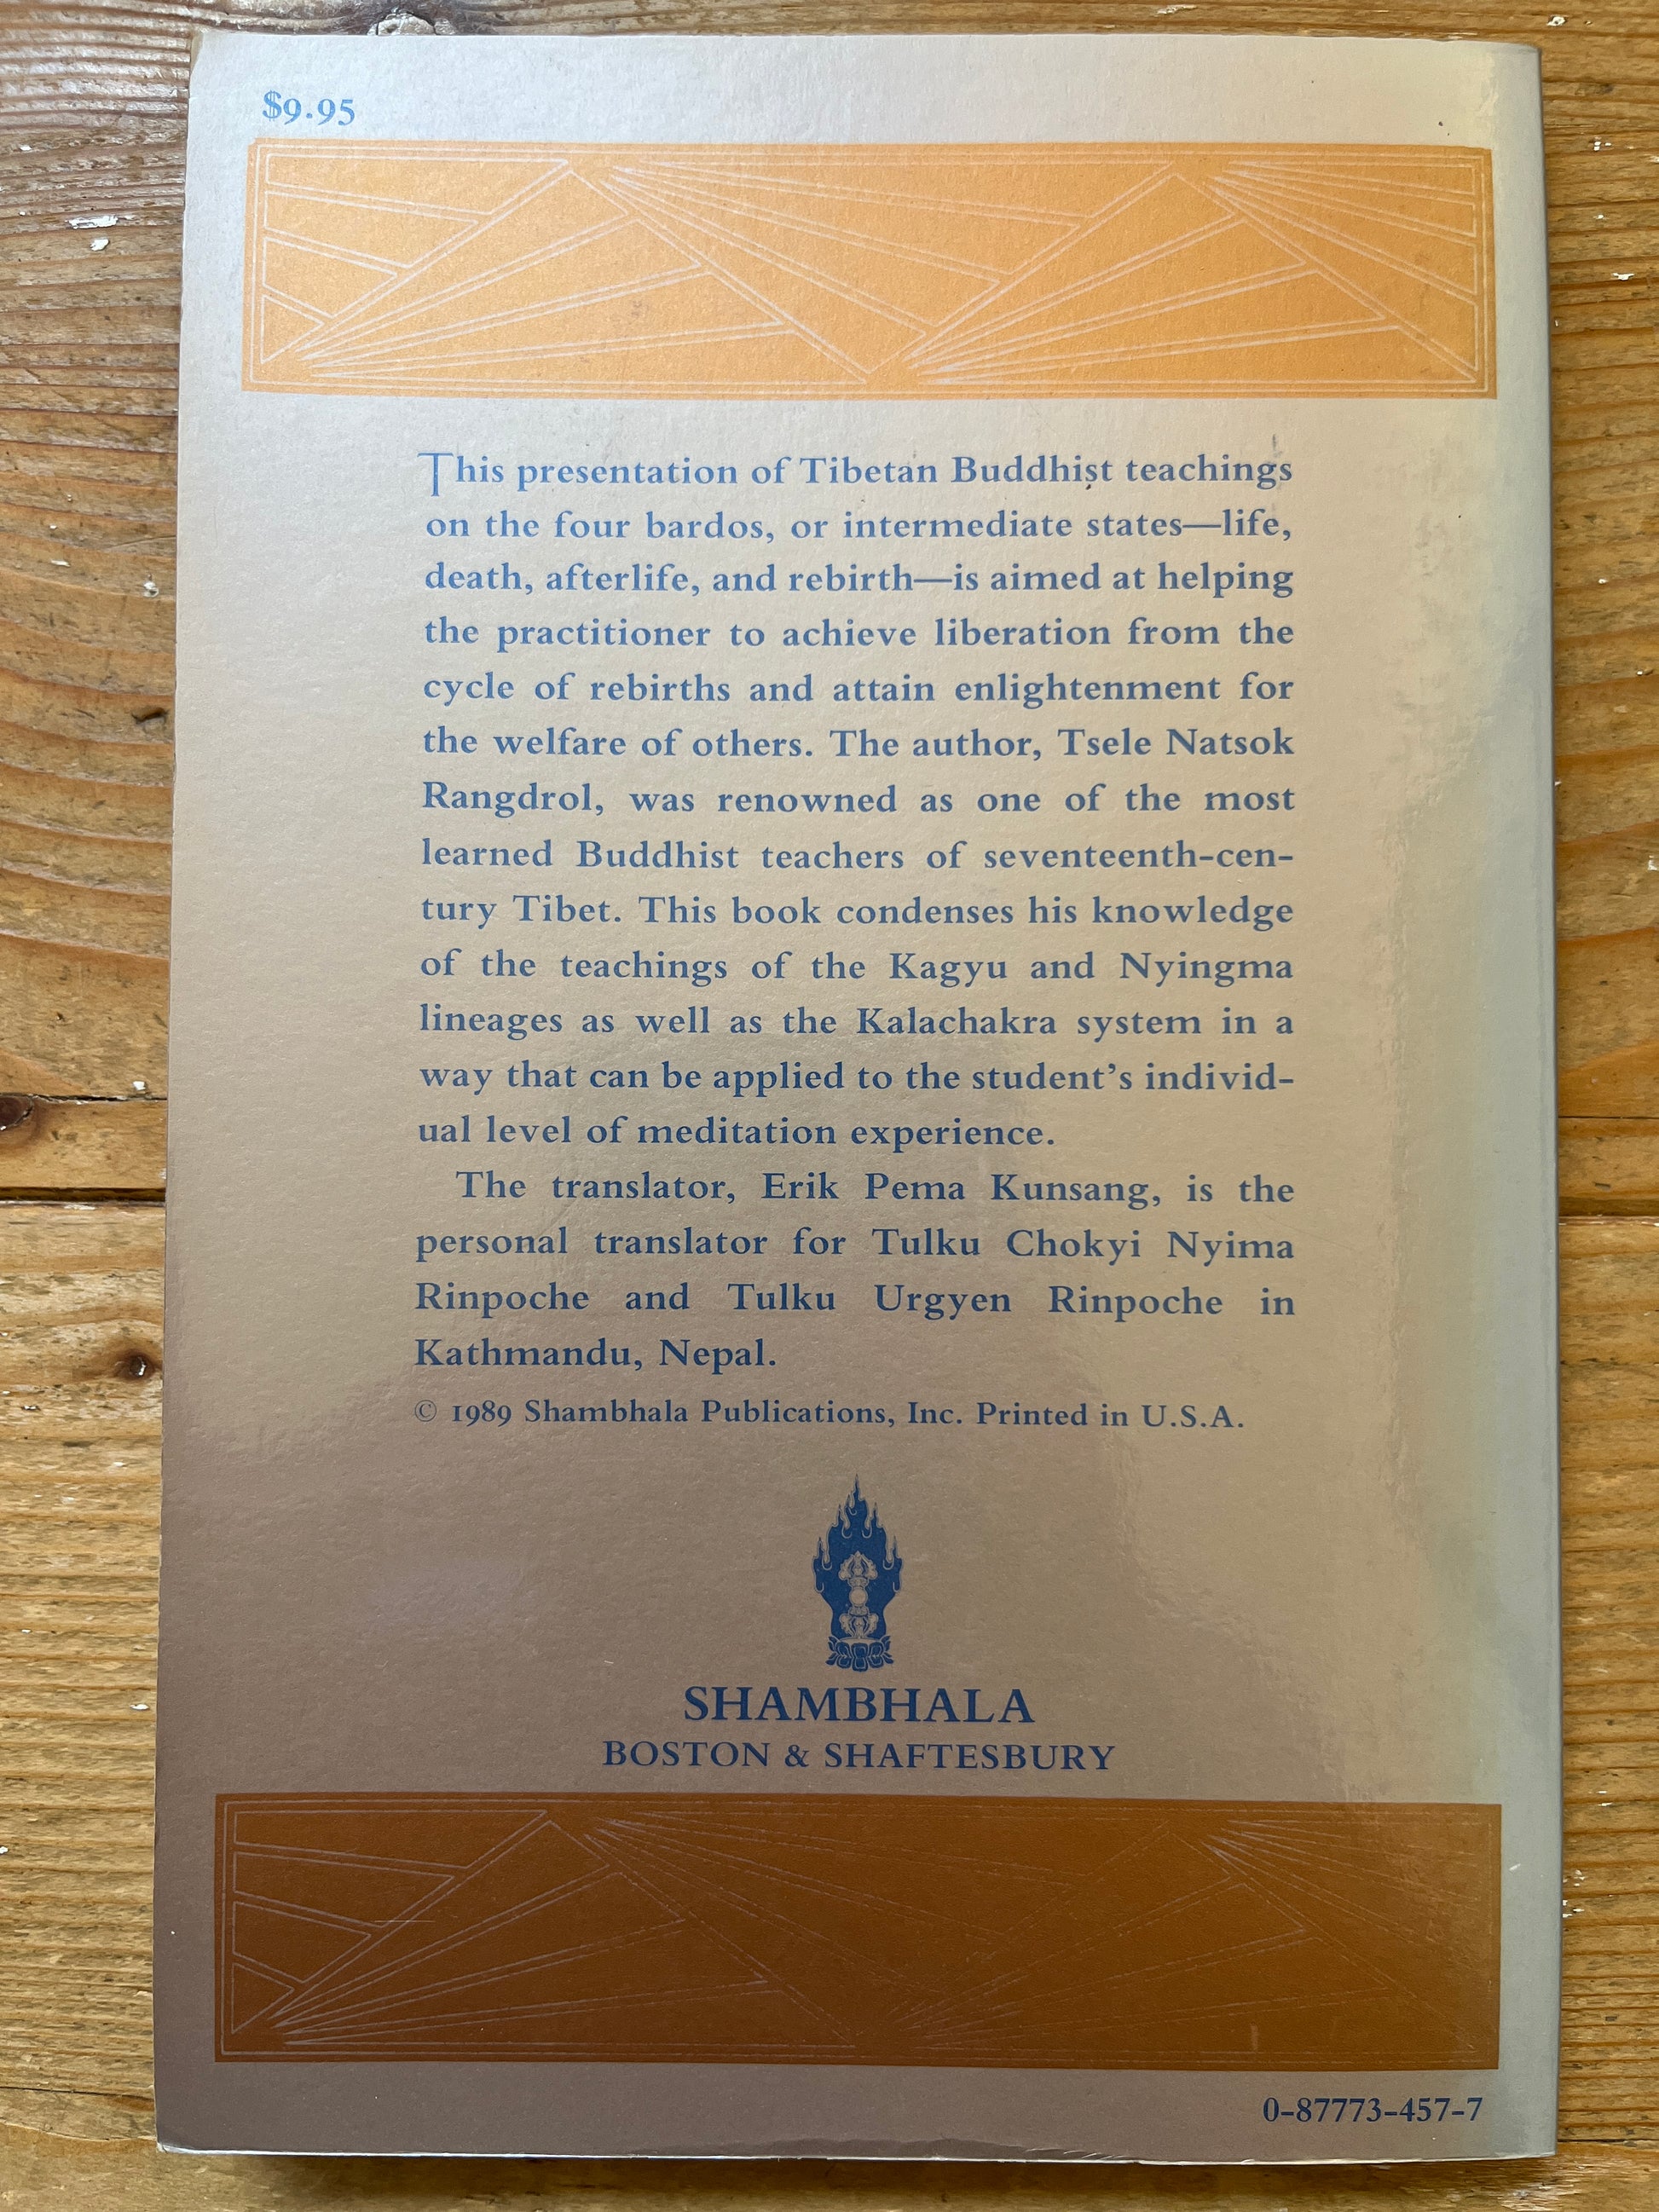 $9.95
This presentation of Tibetan Buddhist teachings
on the four bardos, or intermediate states—life,
death, afterlife, and rebirth—is aimed at helping
the practitioner to achieve liberation from the
cycle of rebirths and attain enlightenment for
the welfare of others. The author, Tsele Natsok
Rangdrol, was renowned as one of the most
learned Buddhist teachers of seventeenth-cen-
tury Tibet. This book condenses his knowledge
of the teachings of the Kagyu and Nyingma
lineages as well as the Kalachakra system in a
way that can be applied to the student’s individ-
ual level of meditation experience.
The translator, Erik Pema Kunsang, is the
personal translator for Tulku Chokyi Nyima
Rinpoche and Tulku Urgyen Rinpoche in
Kathmandu, Nepal.
© 1989 Shambhala Publications, Inc. Printed in U.S.A.
SHAMBHALA
BOSTON & SHAFTESBURY
0-87773-457-7